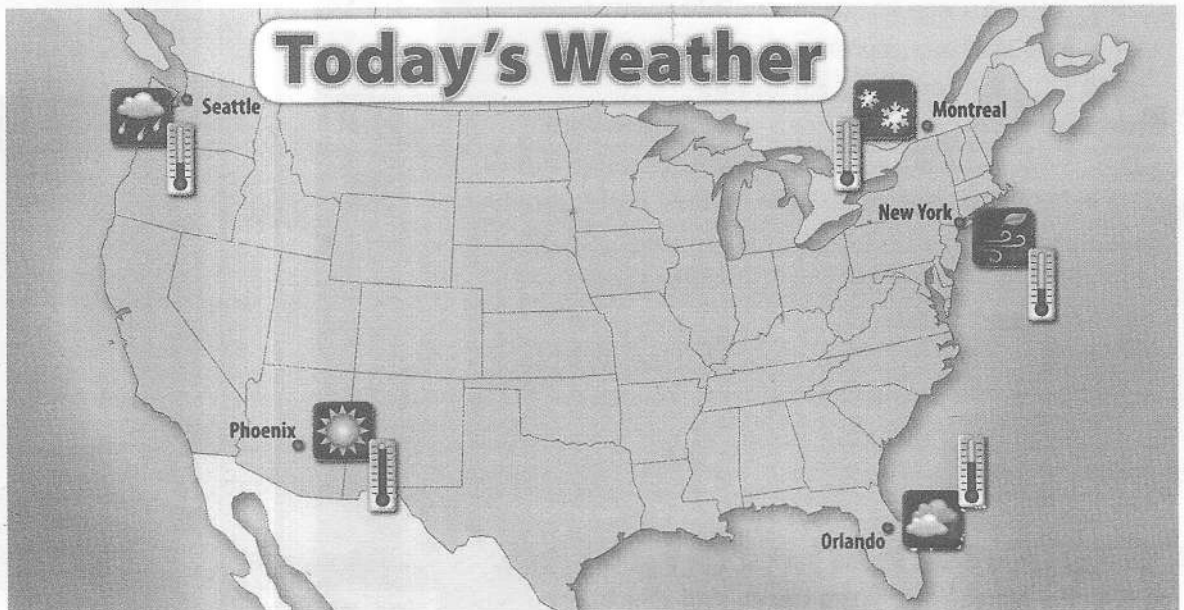 Today's Weather
Seattle
Montreal
New York
Phoenix
Orlando